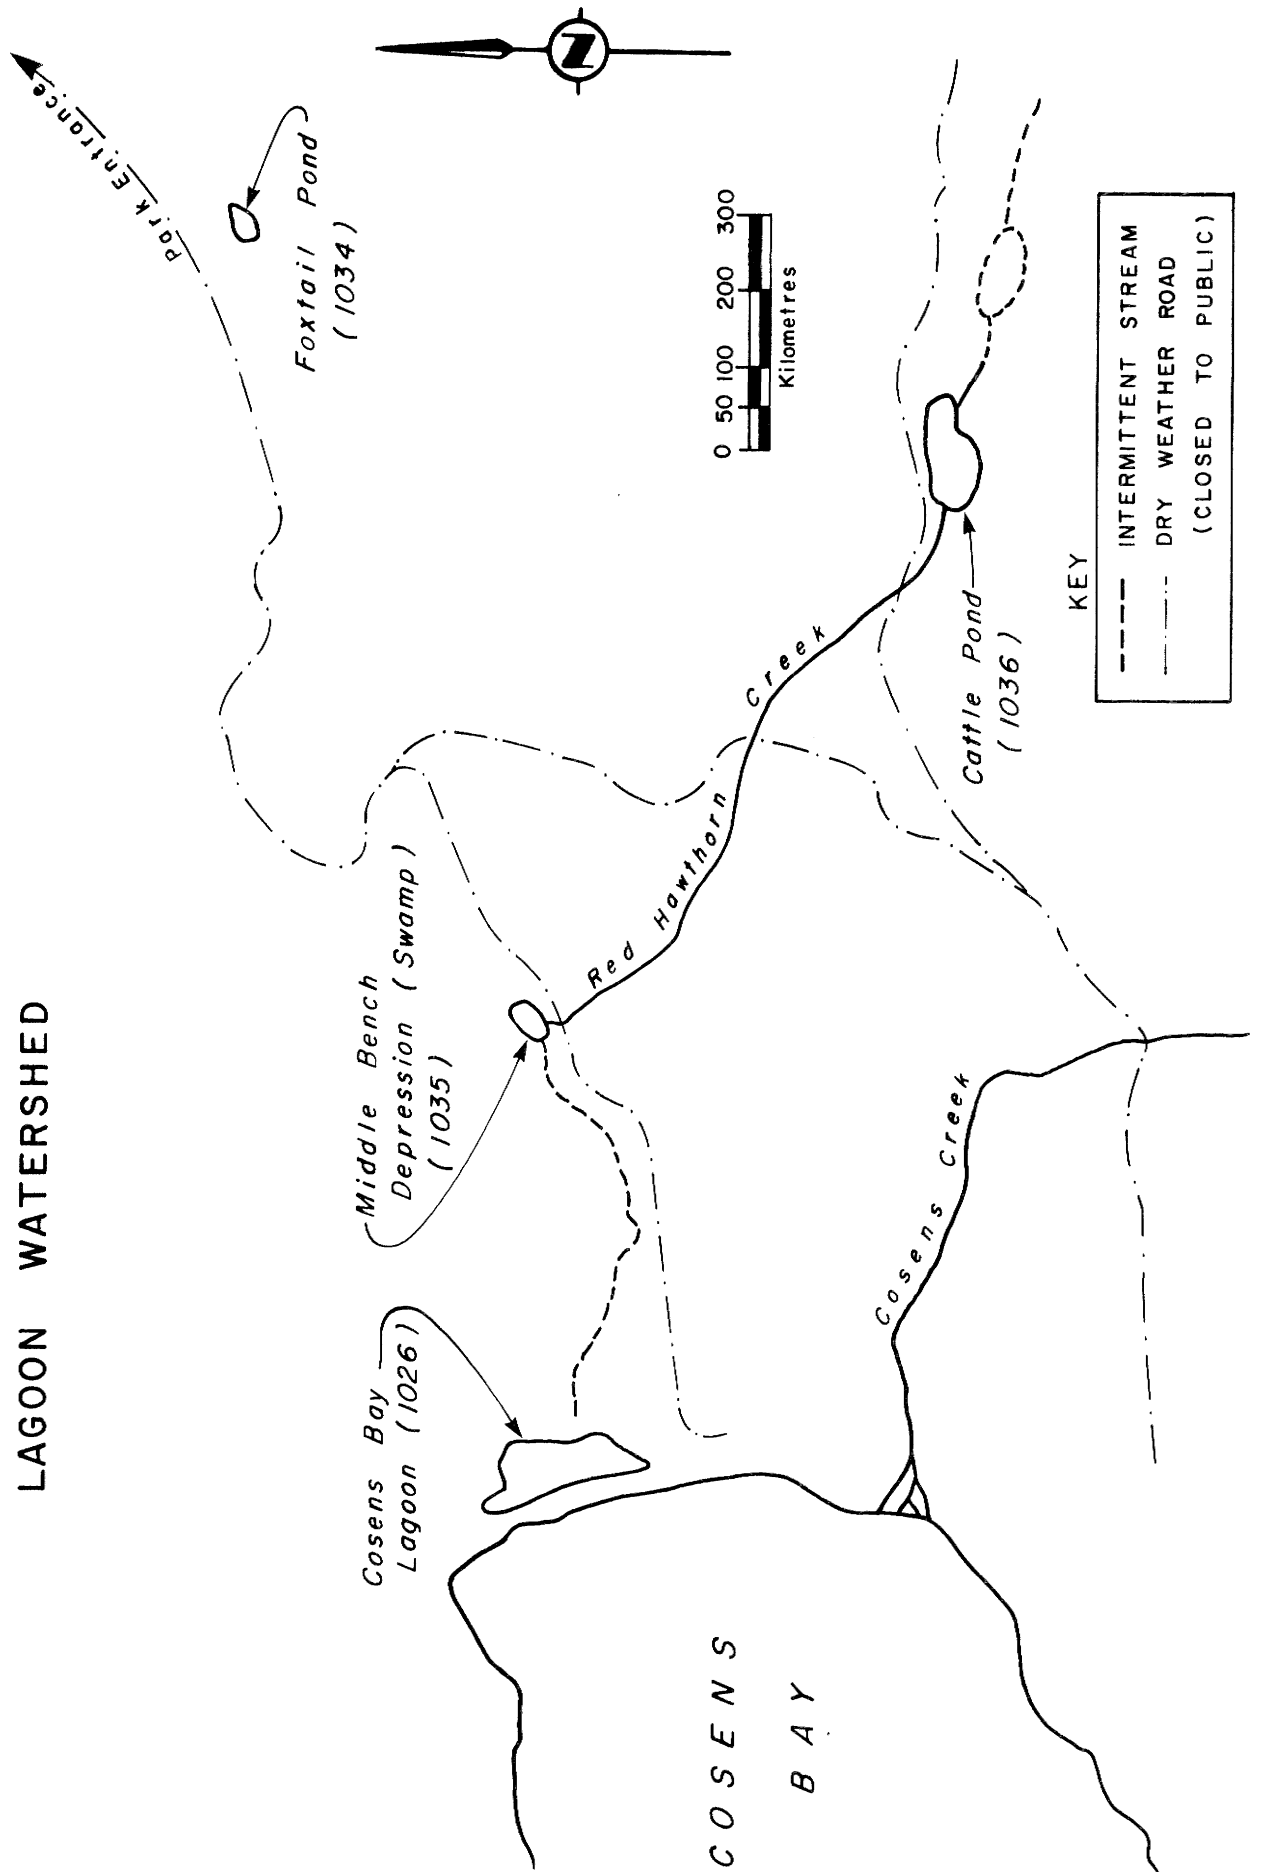 LAGOON WATERSHED
Park Entrance
N
Foxtail Pond
(1034)
Middle Bench
Depression (Swamp)
(1035)
Cosens Bay
Lagoon (1026)
Red Hawthorn Creek
0 50 100 200 300
Kilometres
Cattle Pond
(1036)
Cosens Creek
COSENS
BAY
KEY
INTERMITTENT STREAM
DRY WEATHER ROAD
(CLOSED TO PUBLIC)